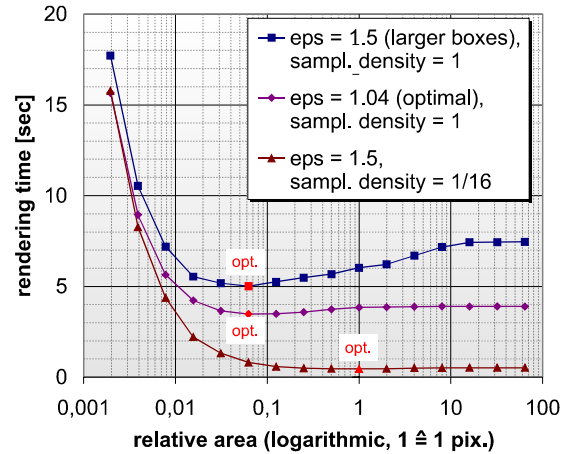 20
15
10
5
0
rendering time [sec]
eps = 1.5 (larger boxes),
sampl. density = 1
eps = 1.04 (optimal),
sampl. density = 1
eps = 1.5,
sampl. density = 1/16
opt.
opt.
opt.
0,001
0,01
0,1
1
10
100
relative area (logarithmic, 1 ≙ 1 pix.)